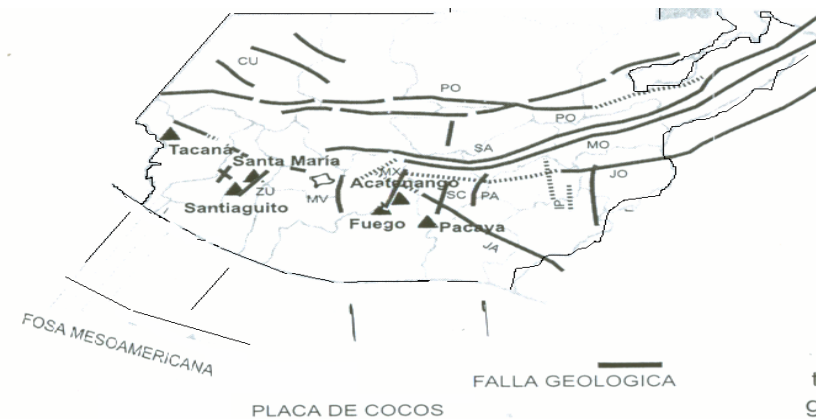 CU
PO
PO
SA
MO
Tacaná
Santa María
MX
JO
Acatenango
ZU
MV
SC
PA
IP
Santiaguito
Fuego
Pacaya
JA
FOSA MESOAMERICANA
FALLA GEOLOGICA
PLACA DE COCOS